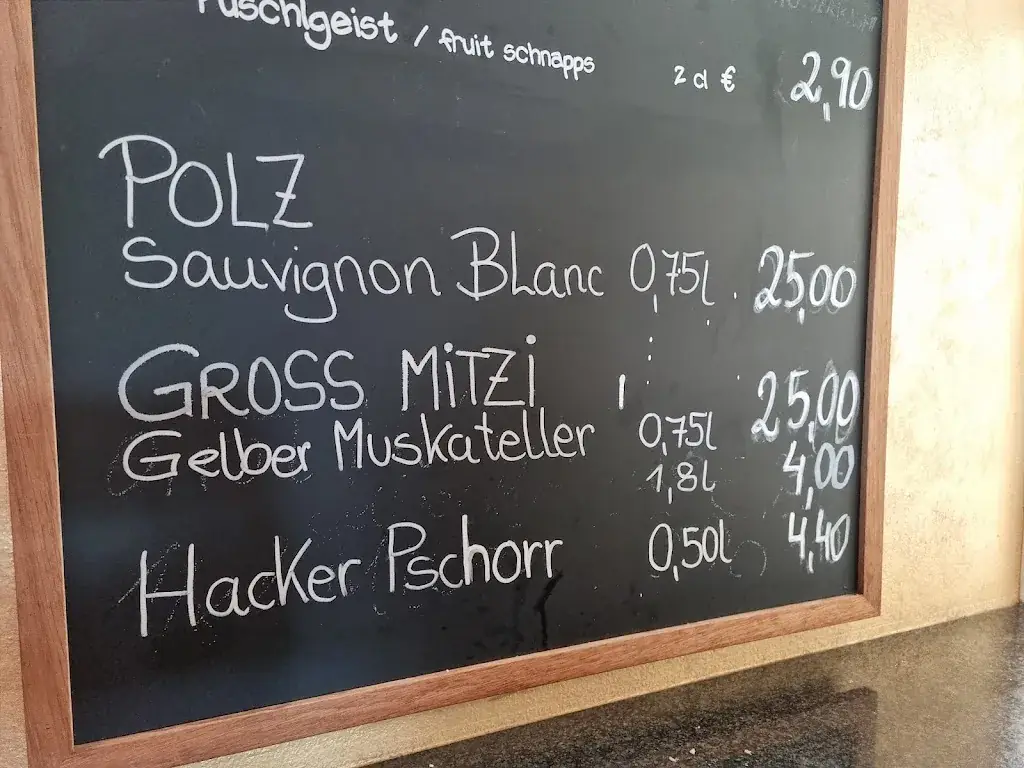 ruschlgeist / fruit schnapps 2 cl € 2,90
POLZ
Sauvignon Blanc 0,75l 25,00
GROSS MiTZi
Gelber Muskateller 0,75l 25,00
1,8l 4,00
Hacker Pschorr 0,50l 4,40